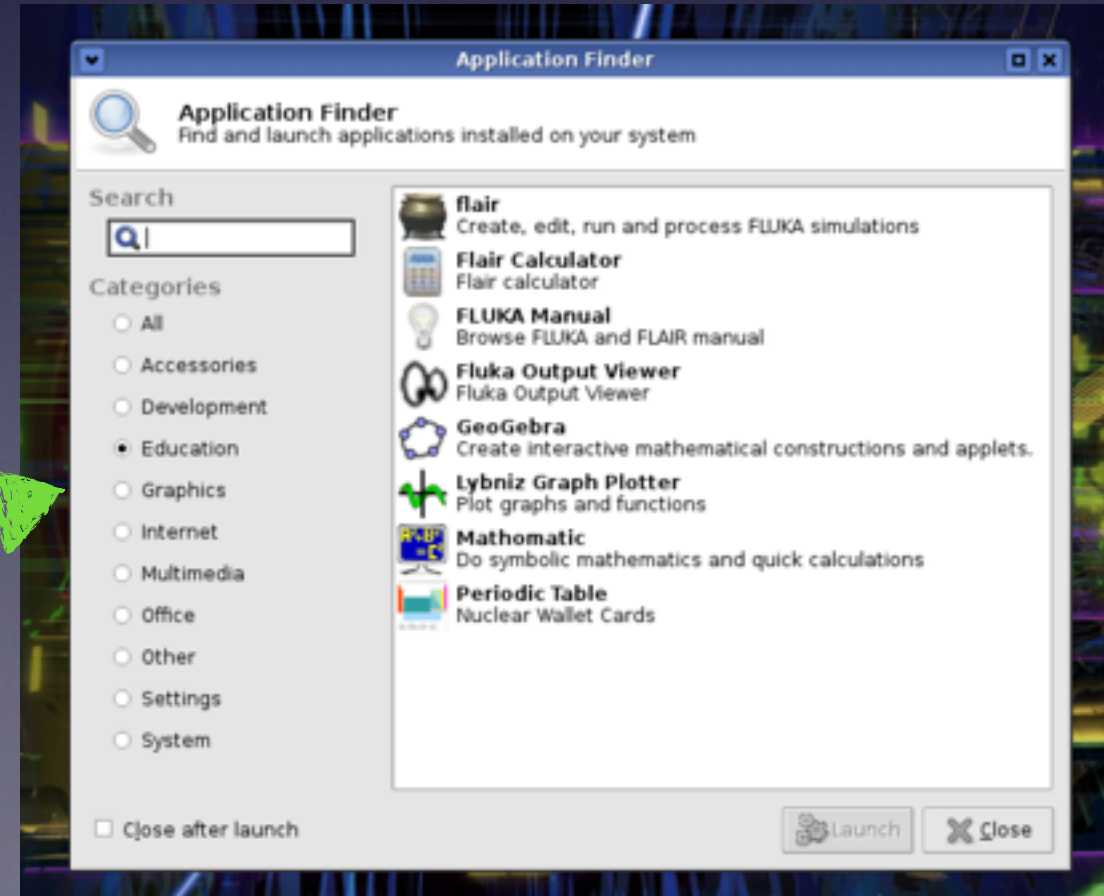 Application Finder
Application Finder
Find and launch applications installed on your system
Search
Categories
All
Accessories
Development
Education
Graphics
Internet
Multimedia
Office
Other
Settings
System
flair
Create, edit, run and process FLUKA simulations
Flair Calculator
Flair calculator
FLUKA Manual
Browse FLUKA and FLAIR manual
Fluka Output Viewer
Fluka Output Viewer
GeoGebra
Create interactive mathematical constructions and applets.
Lybniz Graph Plotter
Plot graphs and functions
Mathomatic
Do symbolic mathematics and quick calculations
Periodic Table
Nuclear Wallet Cards
Close after launch
Launch
Close